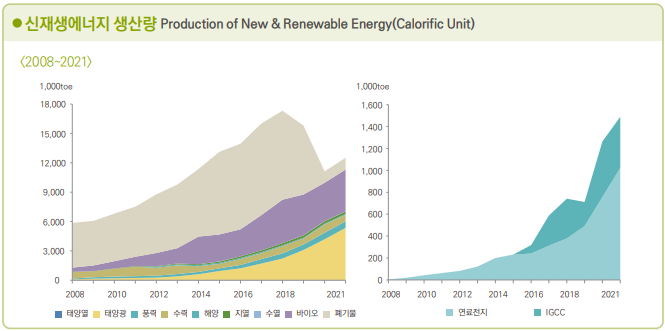 ●신재생에너지 생산량 Production of New & Renewable Energy(Calorific Unit)
〈2008~2021〉
1,000toe
18,000
15,000
12,000
9,000
6,000
3,000
0
2008 2010 2012 2014 2016 2018 2021
태양열 태양광 풍력 수력 해양 지열 수열 바이오 폐기물
1,000toe
1,600
1,400
1,200
1,000
800
600
400
200
0
2008 2010 2012 2014 2016 2018 2021
연료전지 IGCC